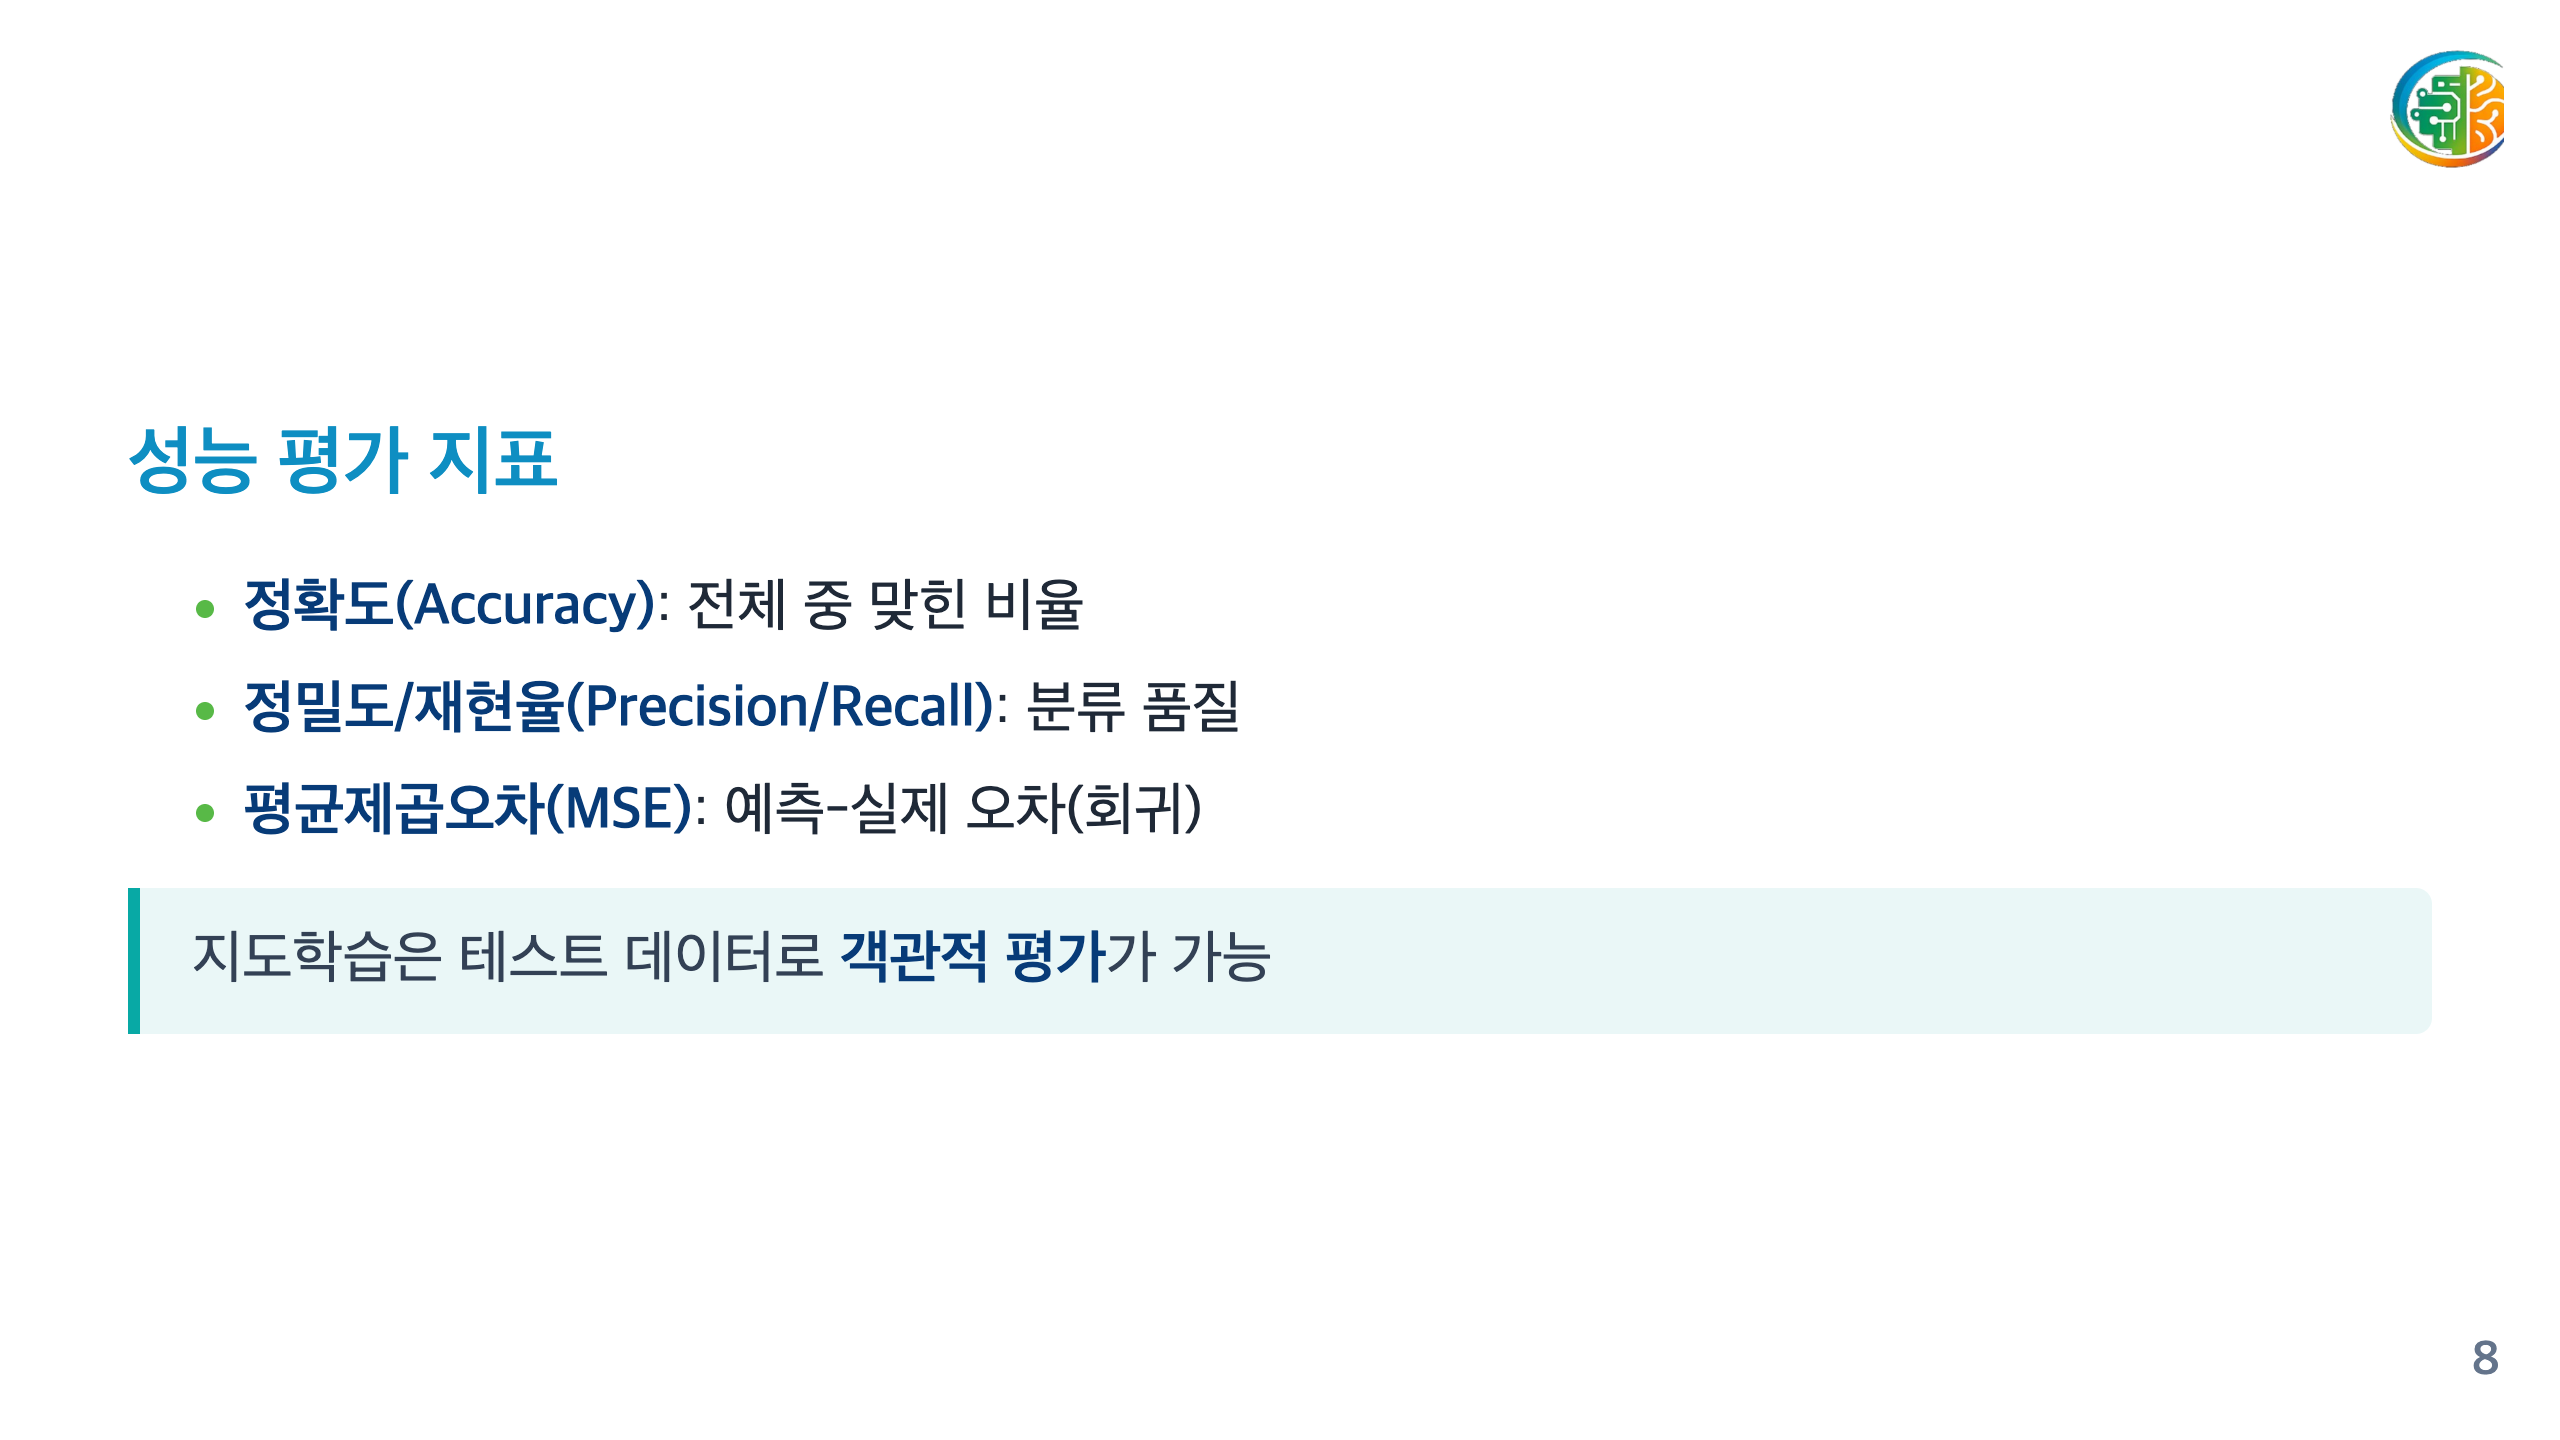 성능 평가 지표
• 정확도(Accuracy): 전체 중 맞힌 비율
• 정밀도/재현율(Precision/Recall): 분류 품질
• 평균제곱오차(MSE): 예측-실제 오차(회귀)
지도학습은 테스트 데이터로 객관적 평가가 가능
8